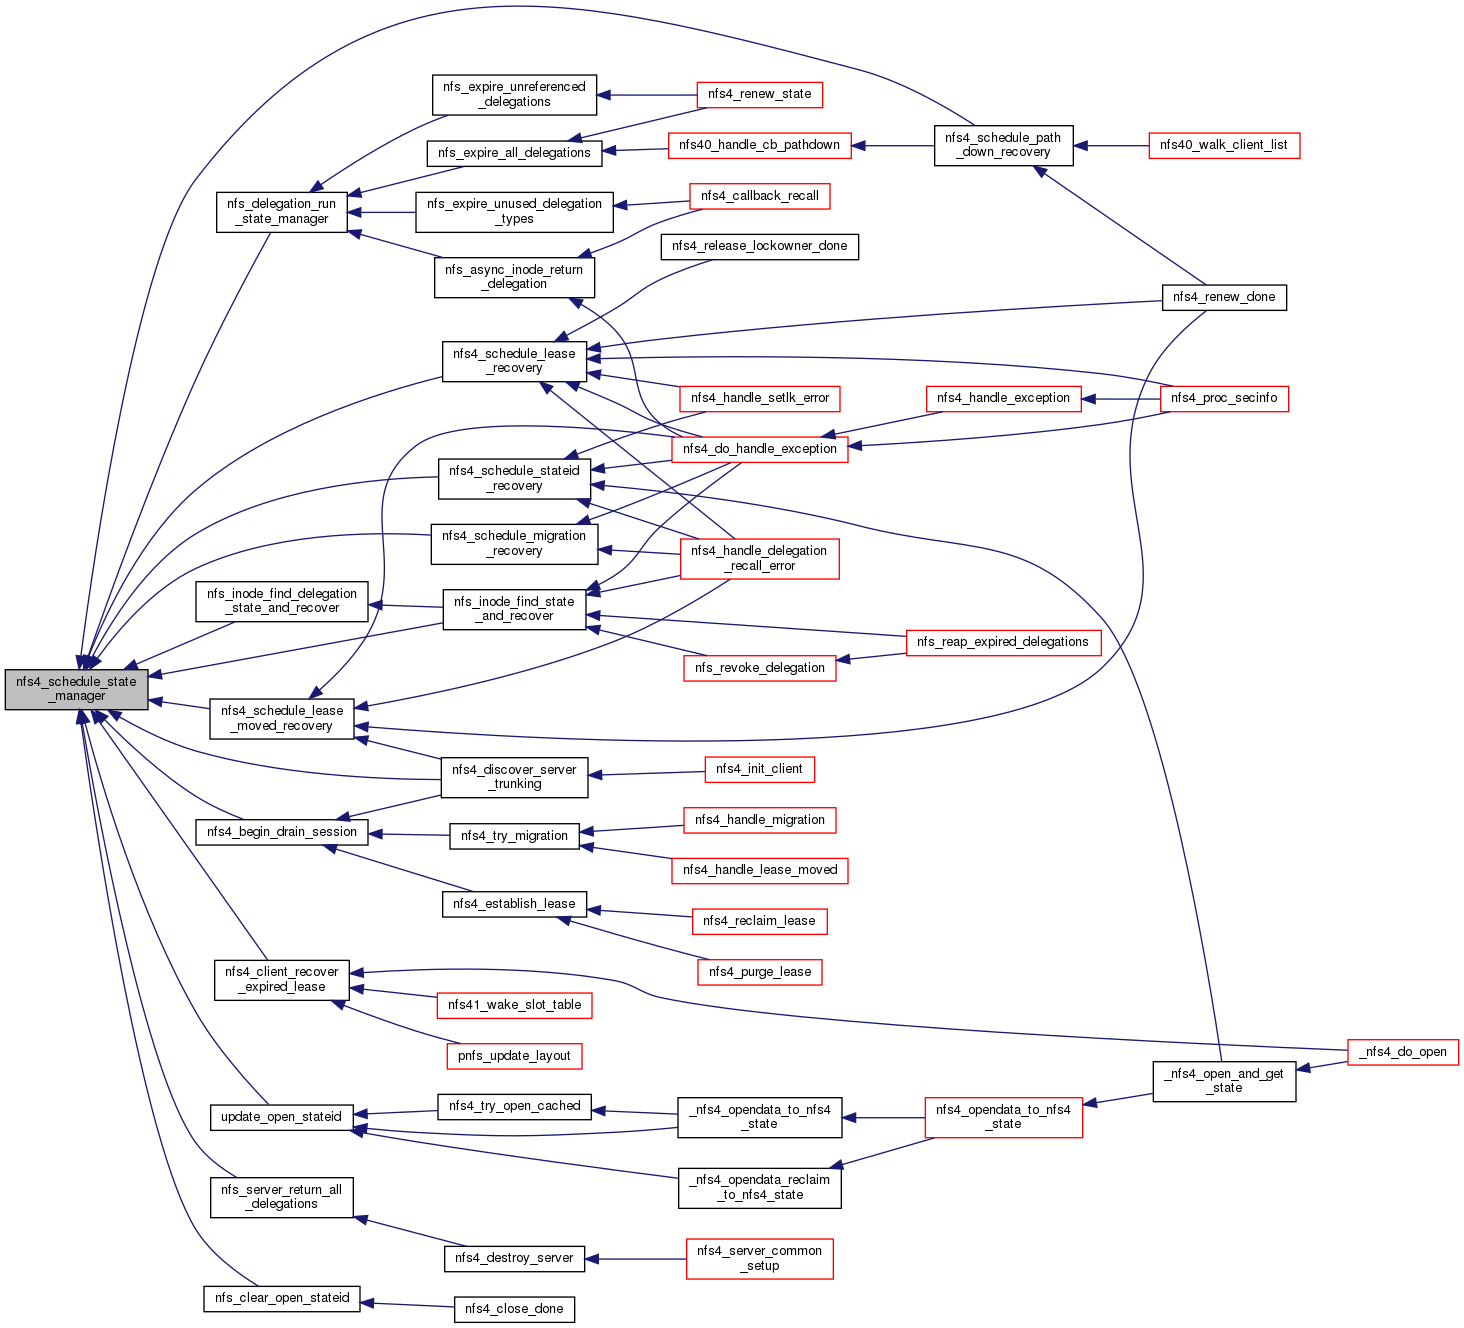 nfs_expire_unreferenced
_delegations
nfs4_renew_state
nfs4_schedule_path
_down_recovery
nfs40_walk_client_list
nfs40_handle_cb_pathdown
nfs_expire_all_delegations
nfs_delegation_run
_state_manager
nfs_expire_unused_delegation
_types
nfs4_callback_recall
nfs4_release_lockowner_done
nfs_async_inode_return
_delegation
nfs4_renew_done
nfs4_schedule_lease
_recovery
nfs4_handle_setlk_error
nfs4_handle_exception
nfs4_proc_secinfo
nfs4_do_handle_exception
nfs4_schedule_stateid
_recovery
nfs4_schedule_migration
_recovery
nfs4_handle_delegation
_recall_error
nfs_inode_find_delegation
_state_and_recover
nfs_inode_find_state
_and_recover
nfs_reap_expired_delegations
nfs_revoke_delegation
nfs4_schedule_state
_manager
nfs4_schedule_lease
_moved_recovery
nfs4_discover_server
_trunking
nfs4_init_client
nfs4_begin_drain_session
nfs4_try_migration
nfs4_handle_migration
nfs4_handle_lease_moved
nfs4_establish_lease
nfs4_reclaim_lease
nfs4_purge_lease
nfs4_client_recover
_expired_lease
nfs41_wake_slot_table
pnfs_update_layout
_nfs4_do_open
_nfs4_open_and_get
_state
update_open_stateid
nfs4_try_open_cached
_nfs4_opendata_to_nfs4
_state
nfs4_opendata_to_nfs4
_state
_nfs4_opendata_reclaim
_to_nfs4_state
nfs_server_return_all
_delegations
nfs4_destroy_server
nfs4_server_common
_setup
nfs_clear_open_stateid
nfs4_close_done